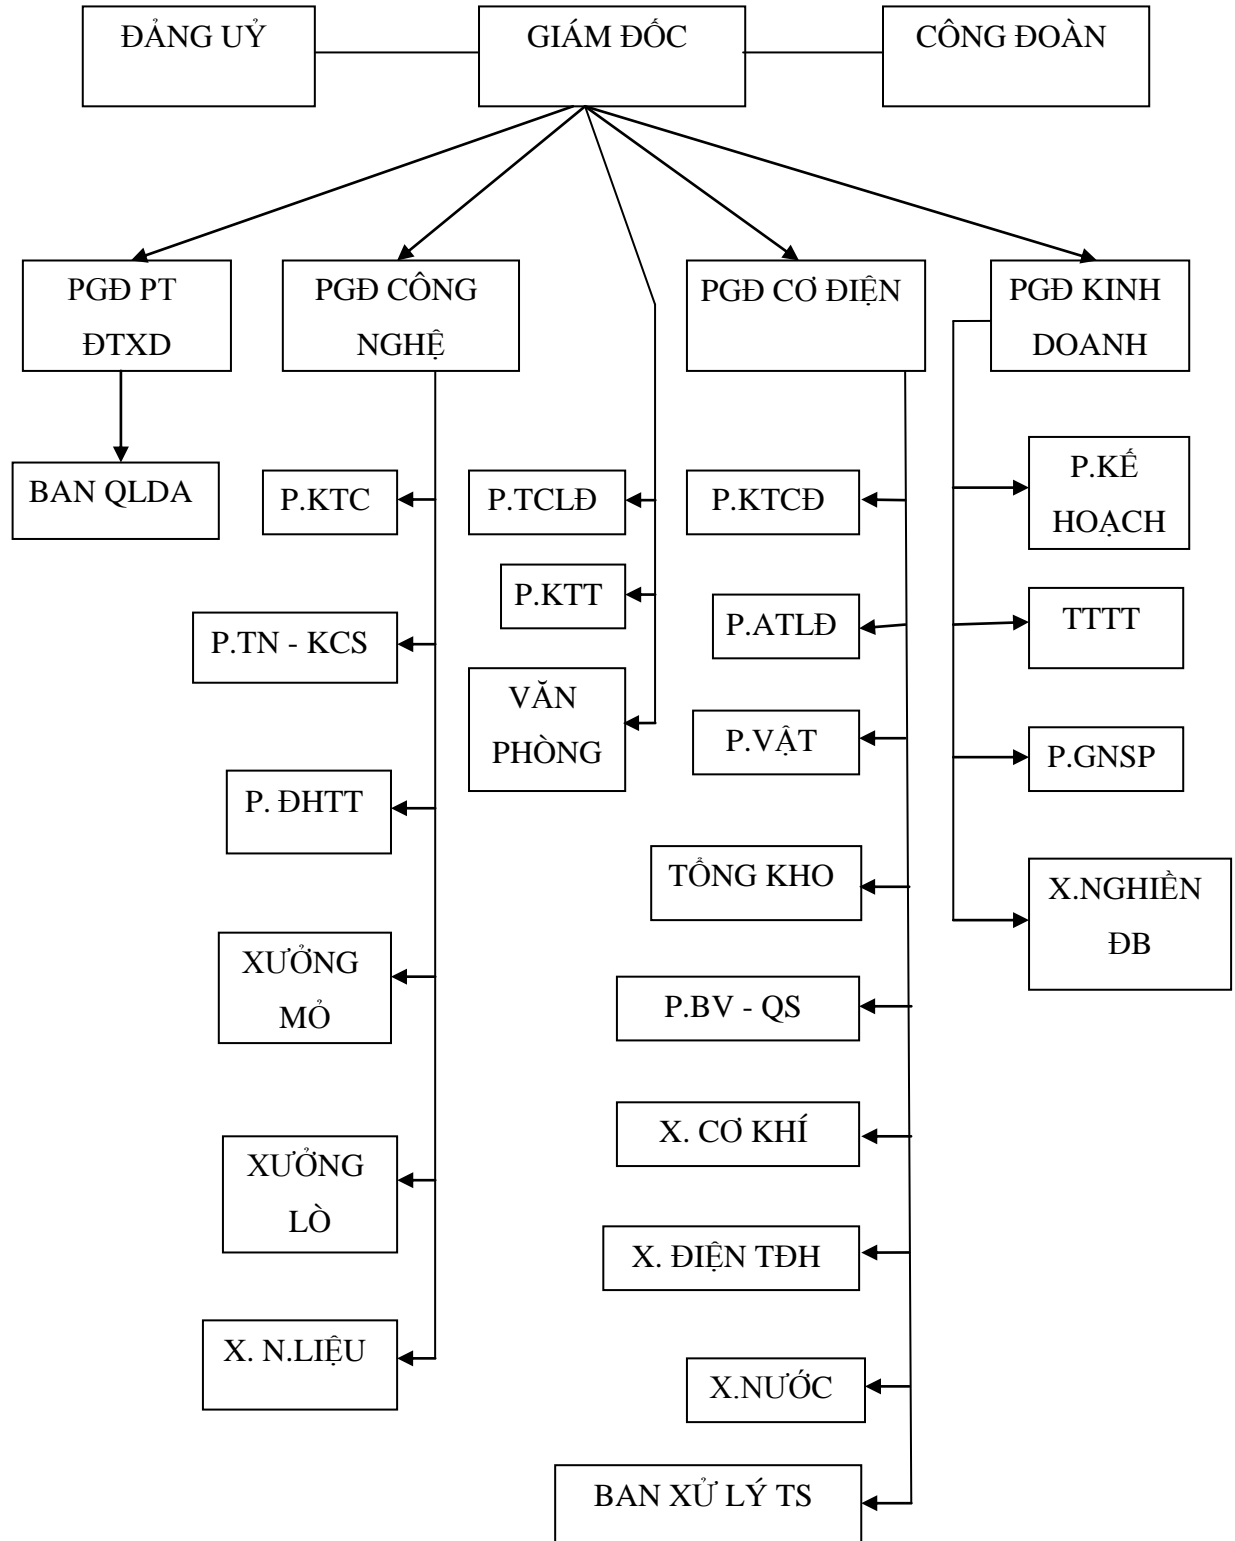 ĐẢNG UỶ
GIÁM ĐỐC
CÔNG ĐOÀN
PGĐ PT
ĐTXD
PGĐ CÔNG
NGHỆ
PGĐ CƠ ĐIỆN
PGĐ KINH
DOANH
BAN QLDA
P.KTC
P.TN - KCS
P. ĐHTT
XƯỞNG
MỎ
XƯỞNG
LÒ
X. N.LIỆU
P.TCLĐ
P.KTT
VĂN
PHÒNG
P.KTCĐ
P.ATLĐ
P.VẬT
TỔNG KHO
P.BV - QS
X. CƠ KHÍ
X. ĐIỆN TĐH
X.NƯỚC
BAN XỬ LÝ TS
P.KẾ
HOẠCH
TTTT
P.GNSP
X.NGHIỀN
ĐB